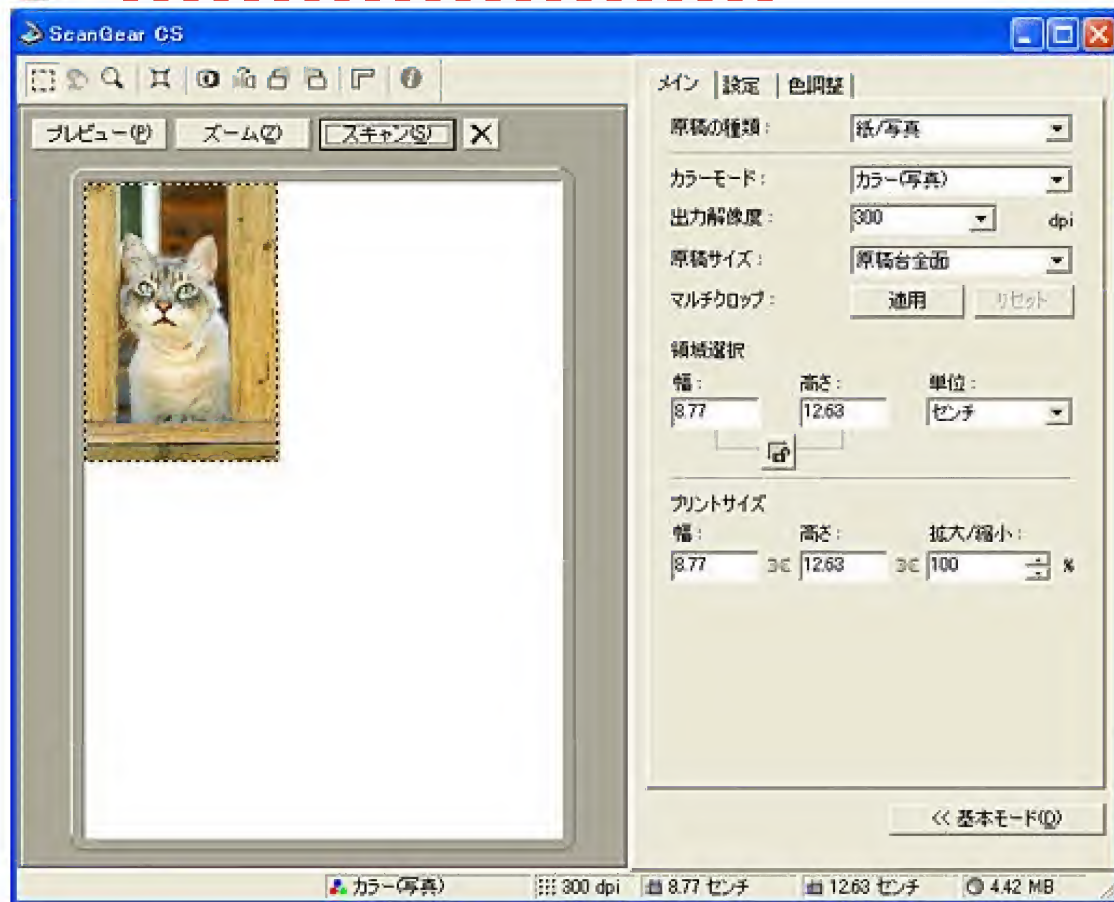 ScanGear CS
プレビュー(P) ズーム(Z) スキャン(S)
メイン 設定 色調整
原稿の種類: 紙/写真
カラーモード: カラー(写真)
出力解像度: 300 dpi
原稿サイズ: 原稿台全面
マルチクロップ: 適用 リセット
領域選択
幅: 高さ: 単位:
8.77 12.63 センチ
プリントサイズ
幅: 高さ: 拡大/縮小:
8.77 12.63 100 %
<< 基本モード(Q)
カラー(写真) 300 dpi 8.77 センチ 12.63 センチ 4.42 MB